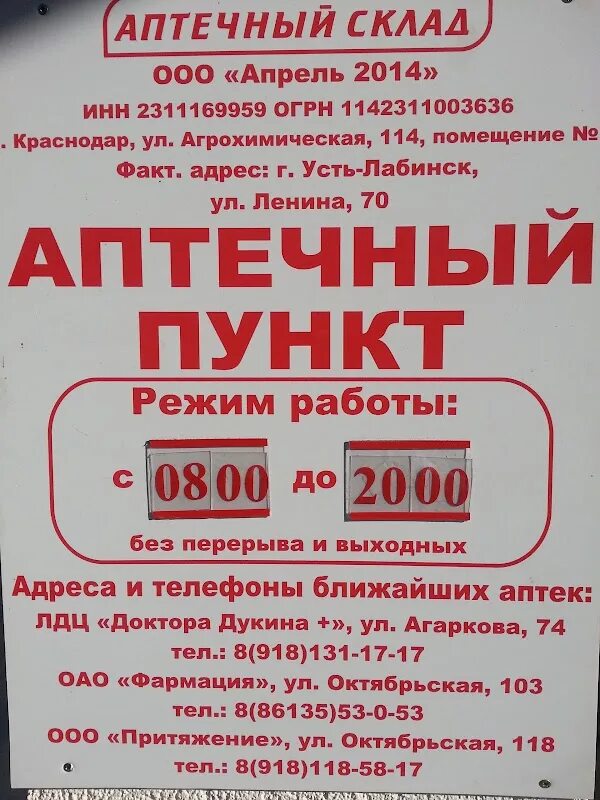 АПТЕЧНЫЙ СКЛАД
ООО «Апрель 2014»
ИНН 2311169959 ОГРН 1142311003636
. Краснодар, ул. Агрохимическая, 114, помещение №
Факт. адрес: г. Усть-Лабинск,
ул. Ленина, 70
АПТЕЧНЫЙ
ПУНКТ
Режим работы:
с 08 00 до 20 00
без перерыва и выходных
Адреса и телефоны ближайших аптек:
ЛДЦ «Доктора Дукина +», ул. Агаркова, 74
тел.: 8(918)131-17-17
ОАО «Фармация», ул. Октябрьская, 103
тел.: 8(86135)53-0-53
ООО «Притяжение», ул. Октябрьская, 118
тел.: 8(918)118-58-17